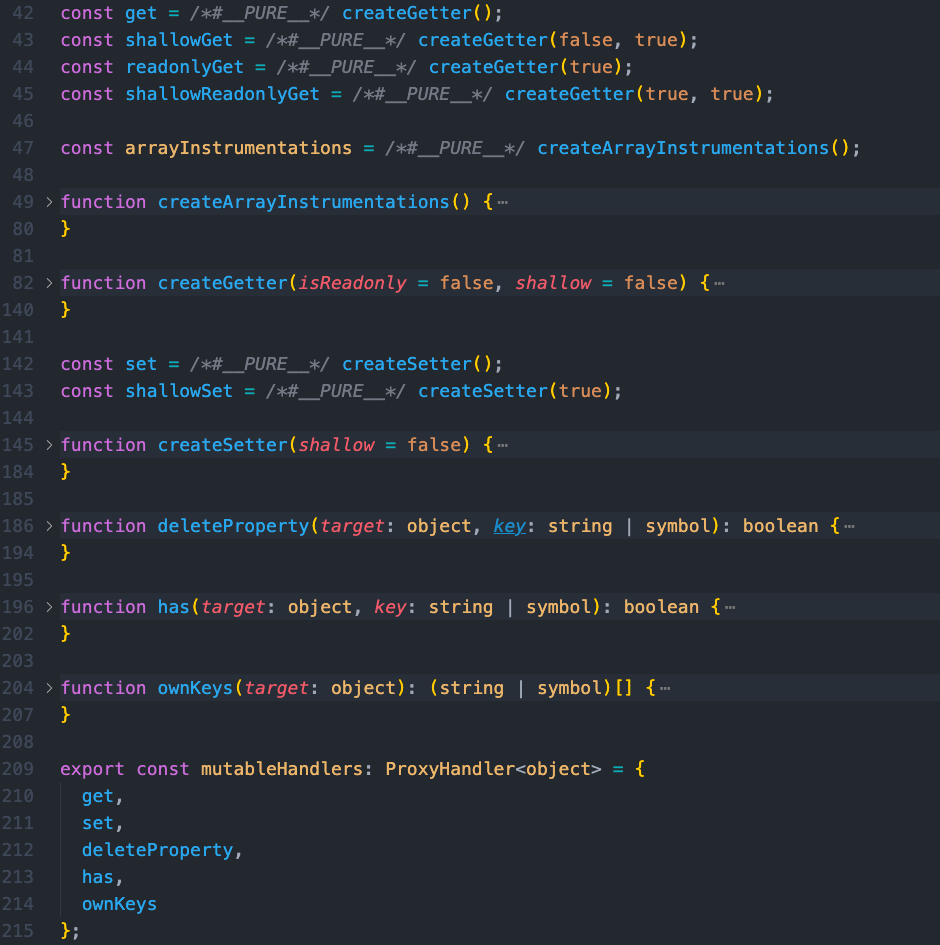 42 const get = /*#__PURE__*/ createGetter();
43 const shallowGet = /*#__PURE__*/ createGetter(false, true);
44 const readonlyGet = /*#__PURE__*/ createGetter(true);
45 const shallowReadonlyGet = /*#__PURE__*/ createGetter(true, true);
46
47 const arrayInstrumentations = /*#__PURE__*/ createArrayInstrumentations();
48
49 > function createArrayInstrumentations() {⋯
80 }
81
82 > function createGetter(isReadonly = false, shallow = false) {⋯
140 }
141
142 const set = /*#__PURE__*/ createSetter();
143 const shallowSet = /*#__PURE__*/ createSetter(true);
144
145 > function createSetter(shallow = false) {⋯
184 }
185
186 > function deleteProperty(target: object, key: string | symbol): boolean {⋯
194 }
195
196 > function has(target: object, key: string | symbol): boolean {⋯
202 }
203
204 > function ownKeys(target: object): (string | symbol)[] {⋯
207 }
208
209 export const mutableHandlers: ProxyHandler<object> = {
210   get,
211   set,
212   deleteProperty,
213   has,
214   ownKeys
215 };